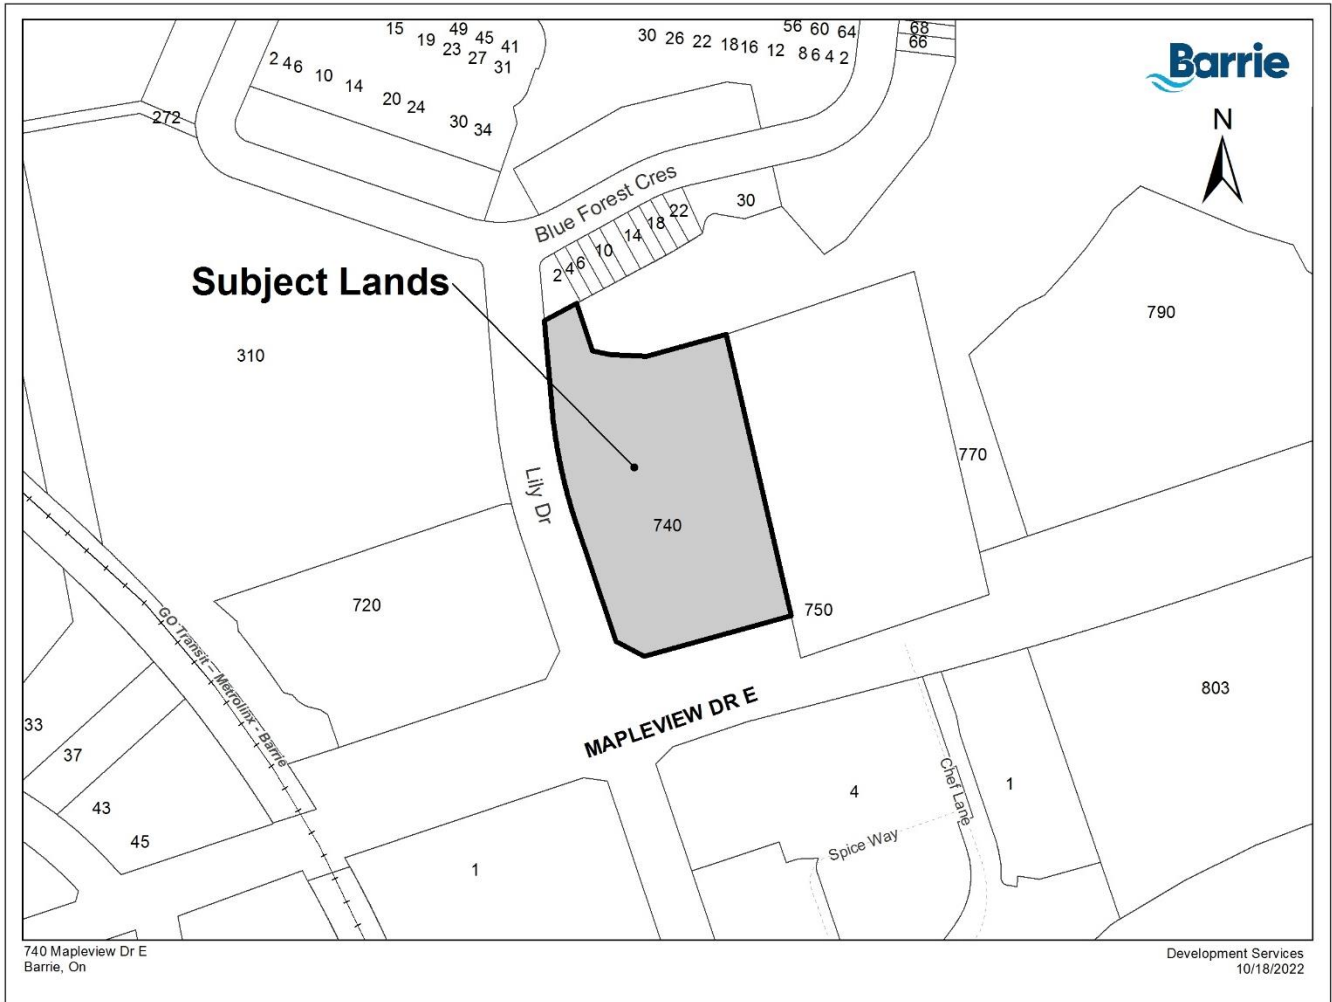 15 49
19 23 45 41
27 31
2 4 6 10 14
20 24
30 34
30 26 22 18 16 12 8 6 4 2
56 60 64
68
66
Barrie
N
272
Blue Forest Cres
2 4 6 10 14 18 22
30
Subject Lands
310
790
770
Lily Dr
740
720
750
GO Transit – Metrolinx - Barrie
MAPLEVIEW DR E
803
33
37
43
45
4
Chef Lane
1
Spice Way
1
740 Mapleview Dr E
Barrie, On
Development Services
10/18/2022